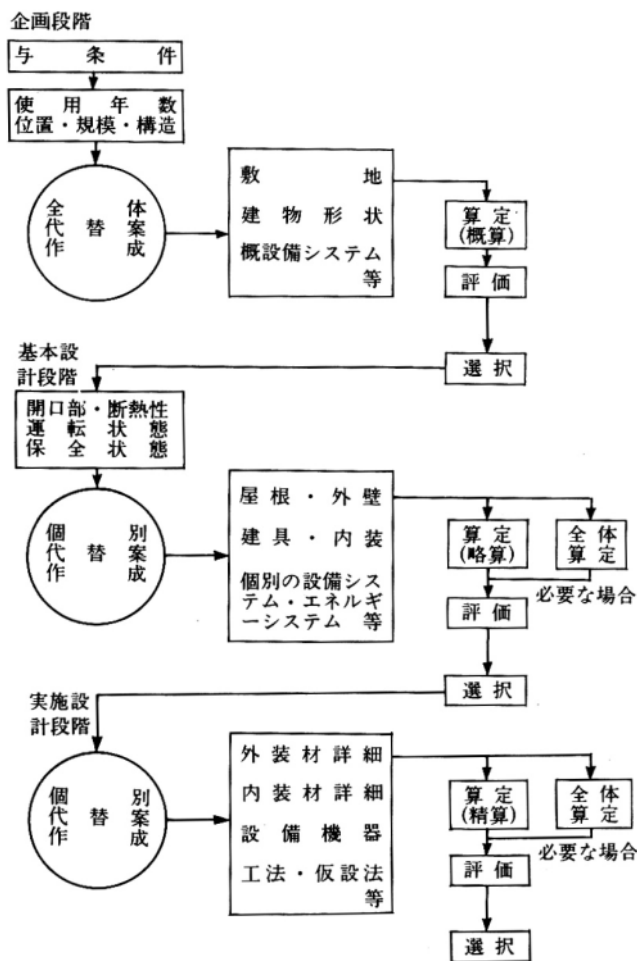 企画段階
与条件
使用年数
位置・規模・構造
全体
代替案
作成
敷地
建物形状
概設備システム
等
算定
(概算)
評価
選択
基本設
計段階
開口部・断熱性
運転状態
保全状態
個別
代替案
作成
屋根・外壁
建具・内装
個別の設備シス
テム・エネルギ
ーシステム等
算定
(略算)
全体
算定
必要な場合
評価
選択
実施設
計段階
個別
代替案
作成
外装材詳細
内装材詳細
設備機器
工法・仮設法
等
算定
(精算)
全体
算定
必要な場合
評価
選択